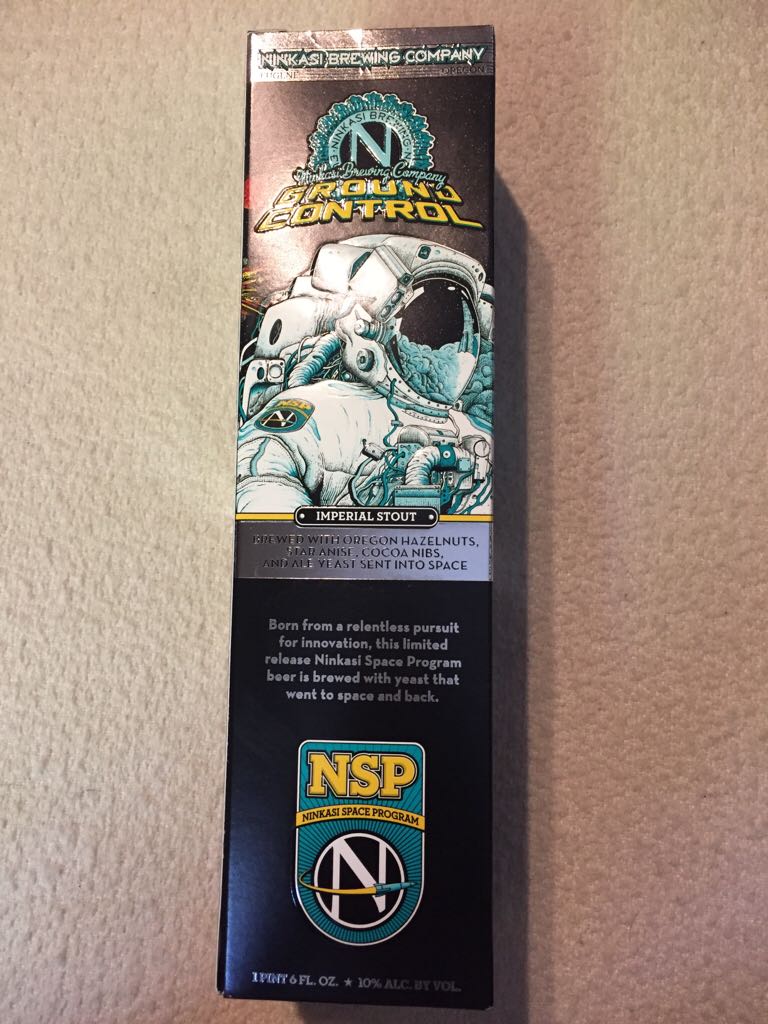 NINKASI BREWING COMPANY
EUGENE OREGON
NINKASI BREWING
N
Ninkasi Brewing Company
GROUND
CONTROL
NSP
N
IMPERIAL STOUT
BREWED WITH OREGON HAZELNUTS,
STAR ANISE, COCOA NIBS,
AND ALE YEAST SENT INTO SPACE
Born from a relentless pursuit
for innovation, this limited
release Ninkasi Space Program
beer is brewed with yeast that
went to space and back.
NSP
NINKASI SPACE PROGRAM
N
1 PINT 6 FL. OZ. ★ 10% ALC. BY VOL.